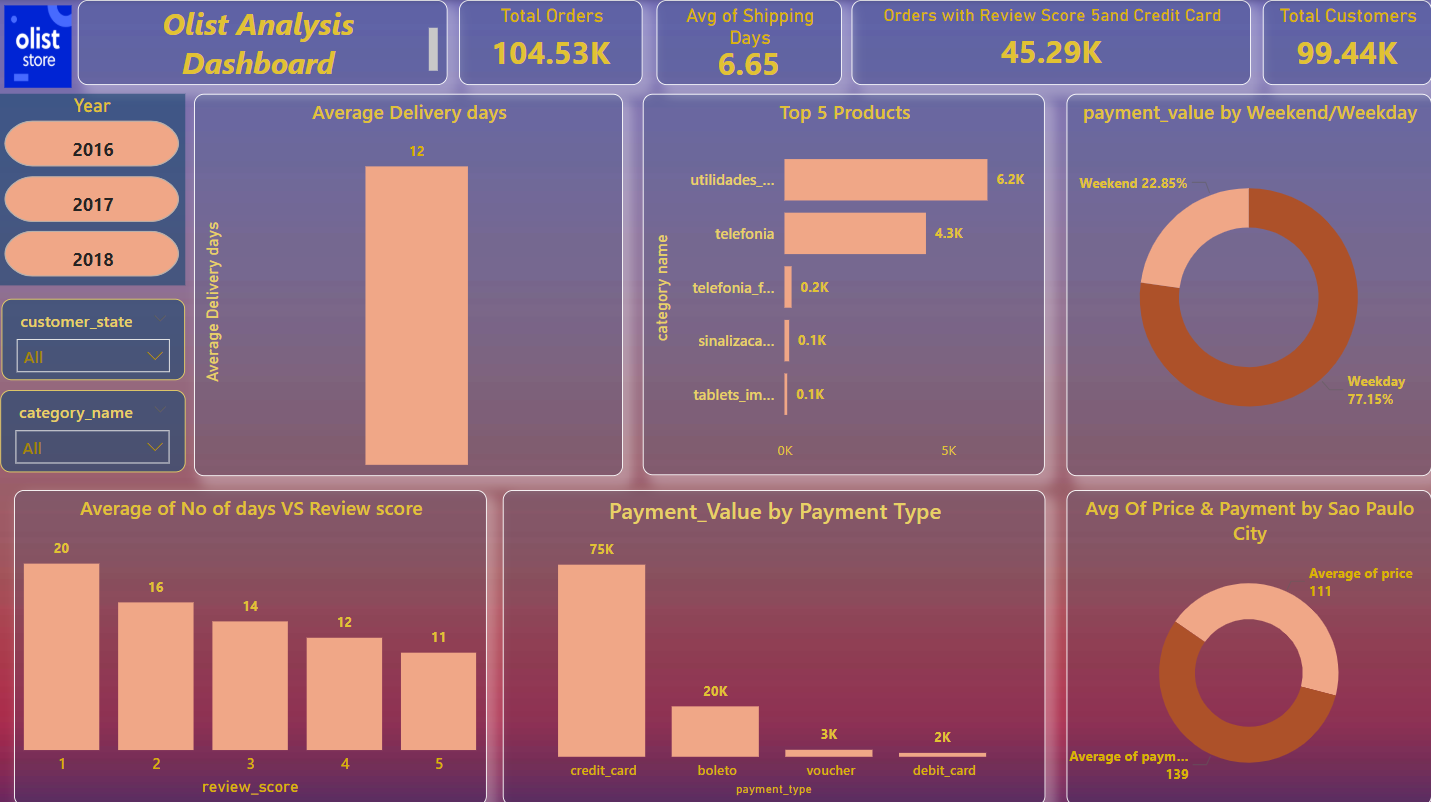 olist
store
Olist Analysis
Dashboard
Total Orders
104.53K
Avg of Shipping
Days
6.65
Orders with Review Score 5and Credit Card
45.29K
Total Customers
99.44K
Year
2016
2017
2018
customer_state
All
category_name
All
Average Delivery days
12
Average Delivery days
Top 5 Products
category name
utilidades_...
6.2K
telefonia
4.3K
telefonia_f...
0.2K
sinalizaca...
0.1K
tablets_im...
0.1K
0K
5K
payment_value by Weekend/Weekday
Weekend 22.85%
Weekday
77.15%
Average of No of days VS Review score
20
16
14
12
11
1
2
3
4
5
review_score
Payment_Value by Payment Type
75K
20K
3K
2K
credit_card
boleto
voucher
debit_card
payment_type
Avg Of Price & Payment by Sao Paulo
City
Average of price
111
Average of paym...
139